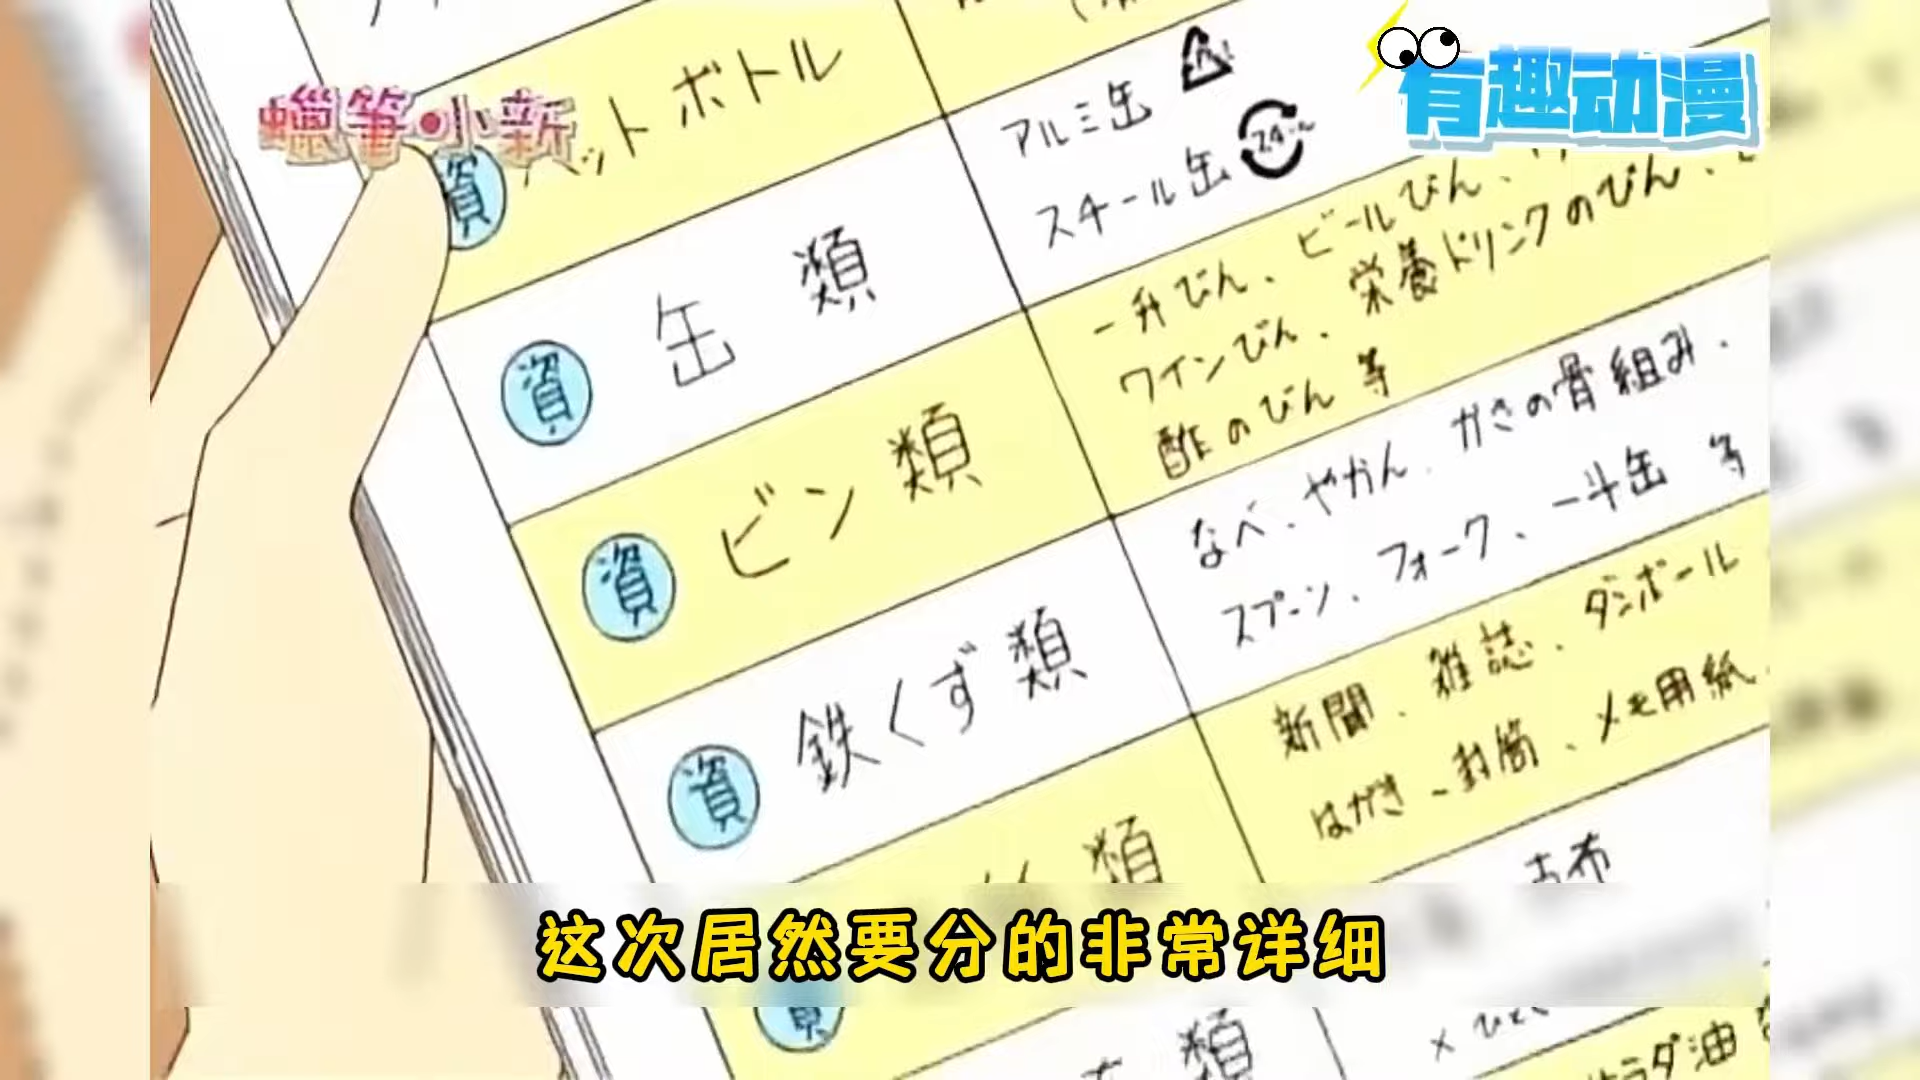 蠟筆小新
有趣动漫
資 ペットボトル
資 缶類
アルミ缶
スチール缶
資 ビン類
一升びん、ビールびん、
ワインびん、栄養ドリンクのびん、
酢のびん 等
資 鉄くず類
なべ、やかん、かさの骨組み、
スプーン、フォーク、一斗缶 等
類
新聞、雑誌、ダンボール
はがき、封筒、メモ用紙、
古布
資
类
这次居然要分的非常详细
類
サラダ油